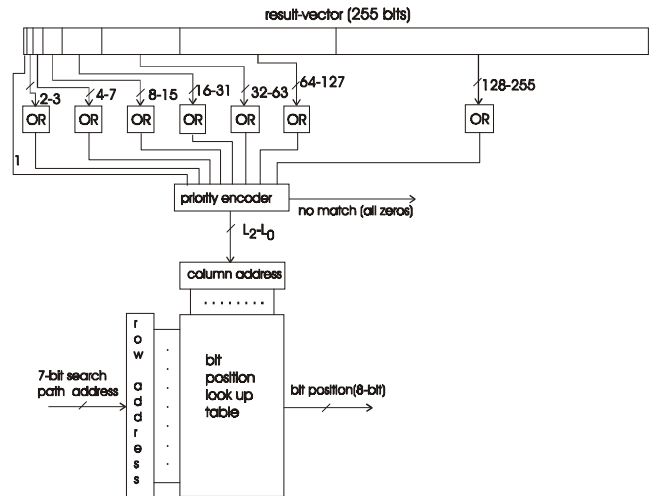 result-vector (255 bits)
2-3
4-7
8-15
16-31
32-63
64-127
128-255
OR
OR
OR
OR
OR
OR
OR
1
priority encoder
no match (all zeros)
L2-L0
column address
row address
7-bit search
path address
bit
position
look up
table
bit position(8-bit)